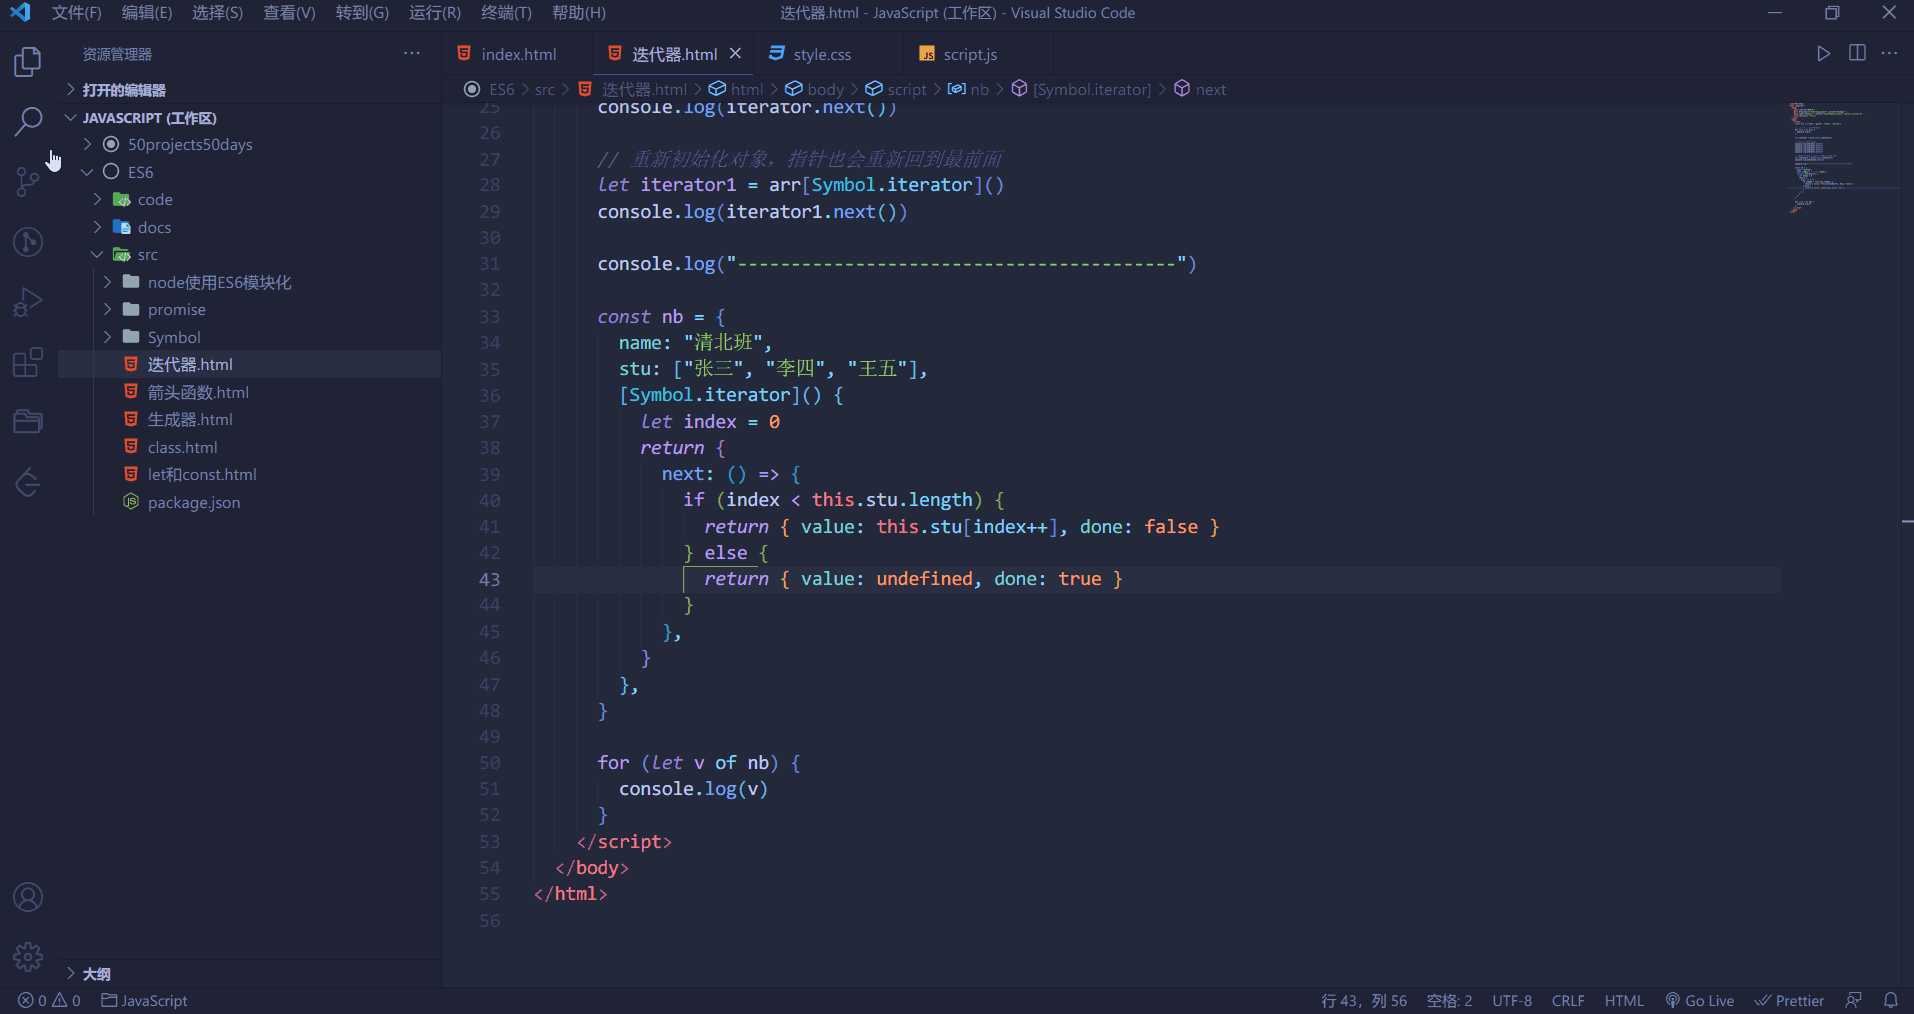 文件(F) 编辑(E) 选择(S) 查看(V) 转到(G) 运行(R) 终端(T) 帮助(H) 迭代器.html - JavaScript (工作区) - Visual Studio Code
资源管理器
打开的编辑器
JAVASCRIPT (工作区)
50projects50days
ES6
code
docs
src
node使用ES6模块化
promise
Symbol
迭代器.html
箭头函数.html
生成器.html
class.html
let和const.html
package.json
大纲
index.html 迭代器.html style.css JS script.js
ES6 > src > 迭代器.html > html > body > script > nb > [Symbol.iterator] > next
25 console.log(iterator.next())
26
27 // 重新初始化对象，指针也会重新回到最前面
28 let iterator1 = arr[Symbol.iterator]()
29 console.log(iterator1.next())
30
31 console.log("-----------------------------------------")
32
33 const nb = {
34 name: "清北班",
35 stu: ["张三", "李四", "王五"],
36 [Symbol.iterator]() {
37 let index = 0
38 return {
39 next: () => {
40 if (index < this.stu.length) {
41 return { value: this.stu[index++], done: false }
42 } else {
43 return { value: undefined, done: true }
44 }
45 },
46 }
47 },
48 }
49
50 for (let v of nb) {
51 console.log(v)
52 }
53 </script>
54 </body>
55 </html>
56
0 0 JavaScript 行 43，列 56 空格: 2 UTF-8 CRLF HTML Go Live Prettier